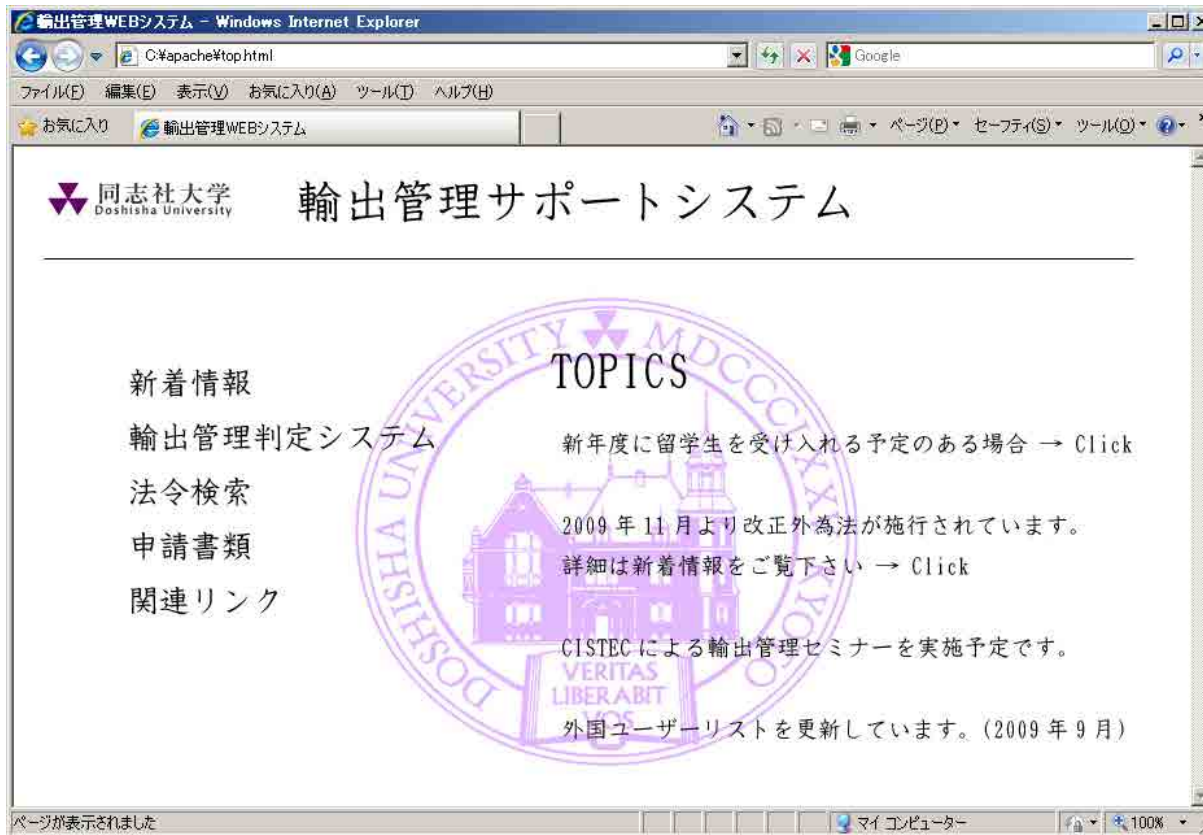 輸出管理WEBシステム - Windows Internet Explorer
C:¥apache¥top.html
Google
ファイル(F) 編集(E) 表示(V) お気に入り(A) ツール(T) ヘルプ(H)
お気に入り 輸出管理WEBシステム ページ(P) セーフティ(S) ツール(O)
同志社大学
Doshisha University
輸出管理サポートシステム
新着情報
輸出管理判定システム
法令検索
申請書類
関連リンク
TOPICS
新年度に留学生を受け入れる予定のある場合 → Click
2009年11月より改正外為法が施行されています。
詳細は新着情報をご覧下さい → Click
CISTECによる輸出管理セミナーを実施予定です。
外国ユーザーリストを更新しています。(2009年9月)
DOSHISHA UNIVERSITY
VERITAS
LIBERABIT
VOS
ページが表示されました マイ コンピューター 100%